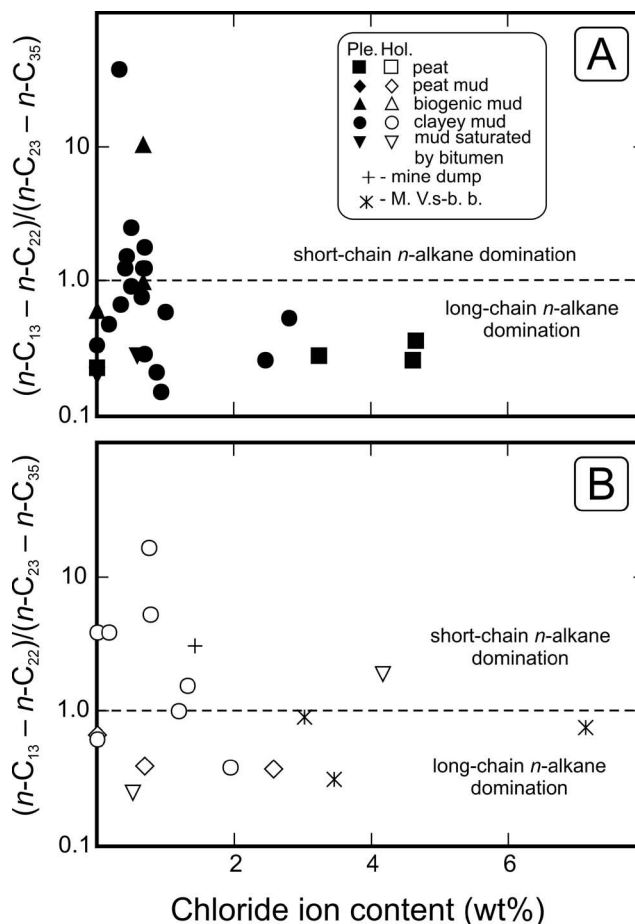 A
Ple. Hol.
peat
peat mud
biogenic mud
clayey mud
mud saturated
by bitumen
- mine dump
- M. V.s-b. b.
10
1.0
0.1
short-chain n-alkane domination
long-chain n-alkane
domination
(n-C₁₃ – n-C₂₂)/(n-C₂₃ – n-C₃₅)
B
10
1.0
0.1
short-chain n-alkane
domination
long-chain n-alkane
domination
(n-C₁₃ – n-C₂₂)/(n-C₂₃ – n-C₃₅)
2 4 6
Chloride ion content (wt%)